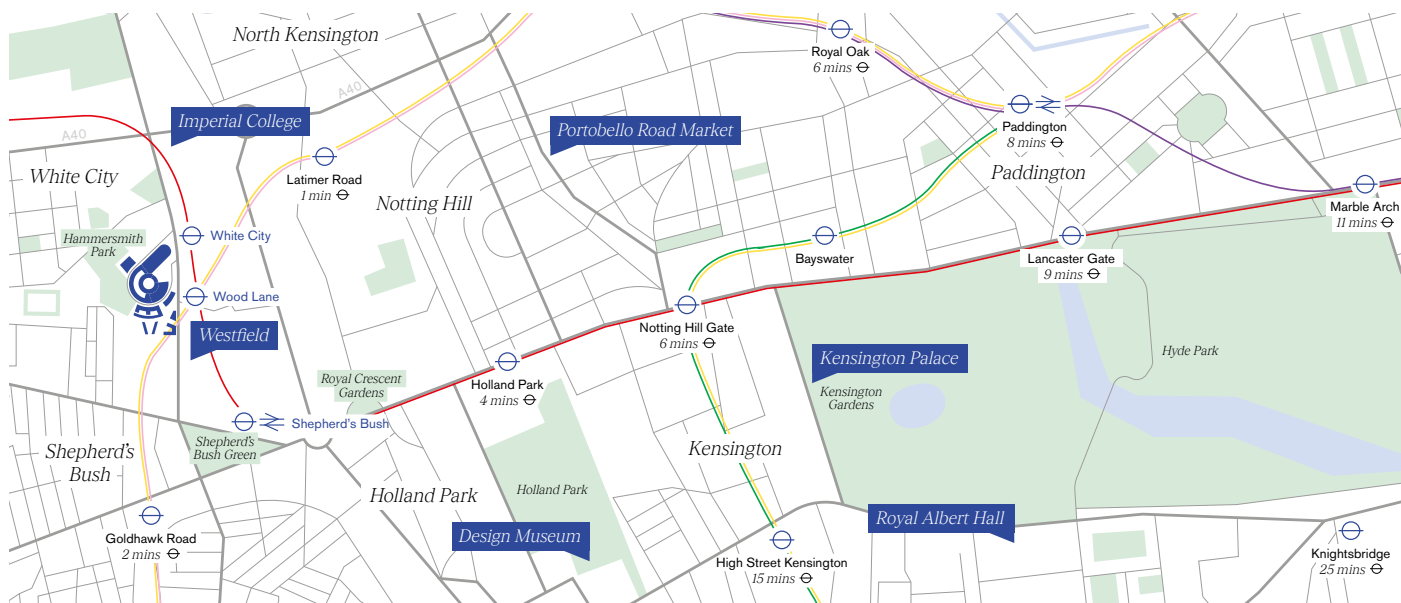 North Kensington
A40
A40
Imperial College
Portobello Road Market
Royal Oak
6 mins
Paddington
8 mins
Paddington
White City
Latimer Road
1 min
Notting Hill
Marble Arch
11 mins
Hammersmith
Park
White City
Bayswater
Lancaster Gate
9 mins
Wood Lane
Westfield
Notting Hill Gate
6 mins
Kensington Palace
Hyde Park
Royal Crescent
Gardens
Holland Park
4 mins
Kensington
Gardens
Shepherd's Bush
Shepherd's
Bush Green
Shepherd's
Bush
Kensington
Holland Park
Holland Park
Design Museum
Royal Albert Hall
Goldhawk Road
2 mins
High Street Kensington
15 mins
Knightsbridge
25 mins